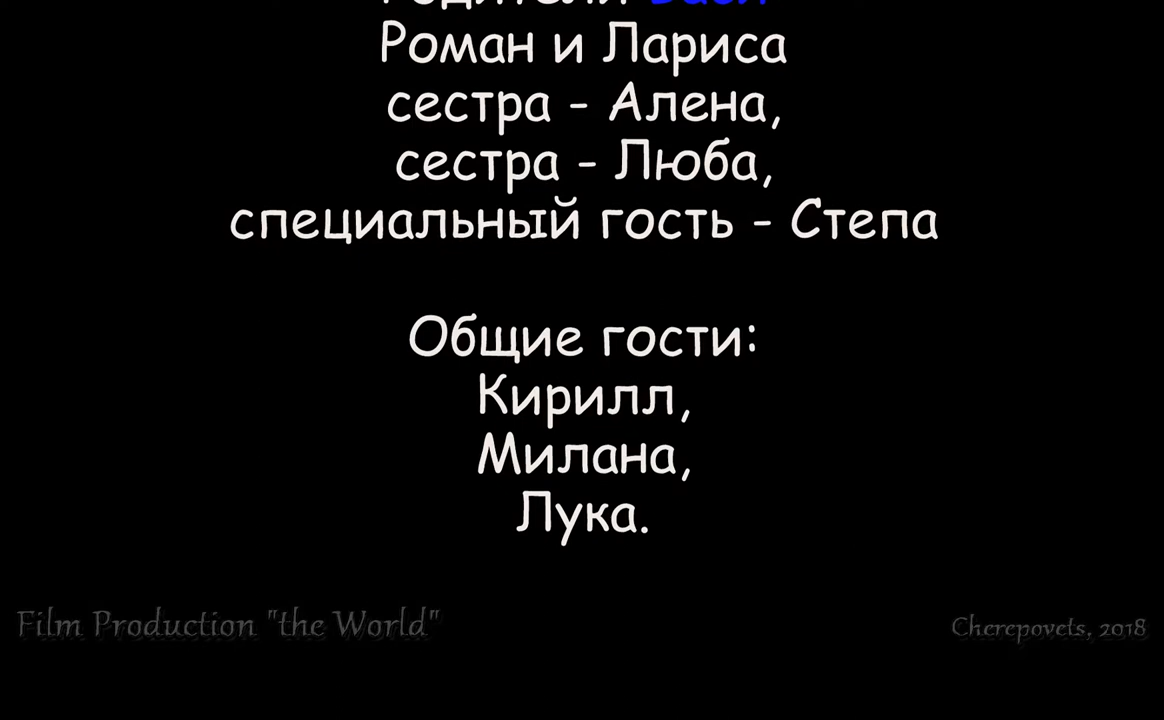 Родители
Роман и Лариса
сестра - Алена,
сестра - Люба,
специальный гость - Степа
Общие гости:
Кирилл,
Милана,
Лука.
Film Production "the World"
Cherepovets, 2018